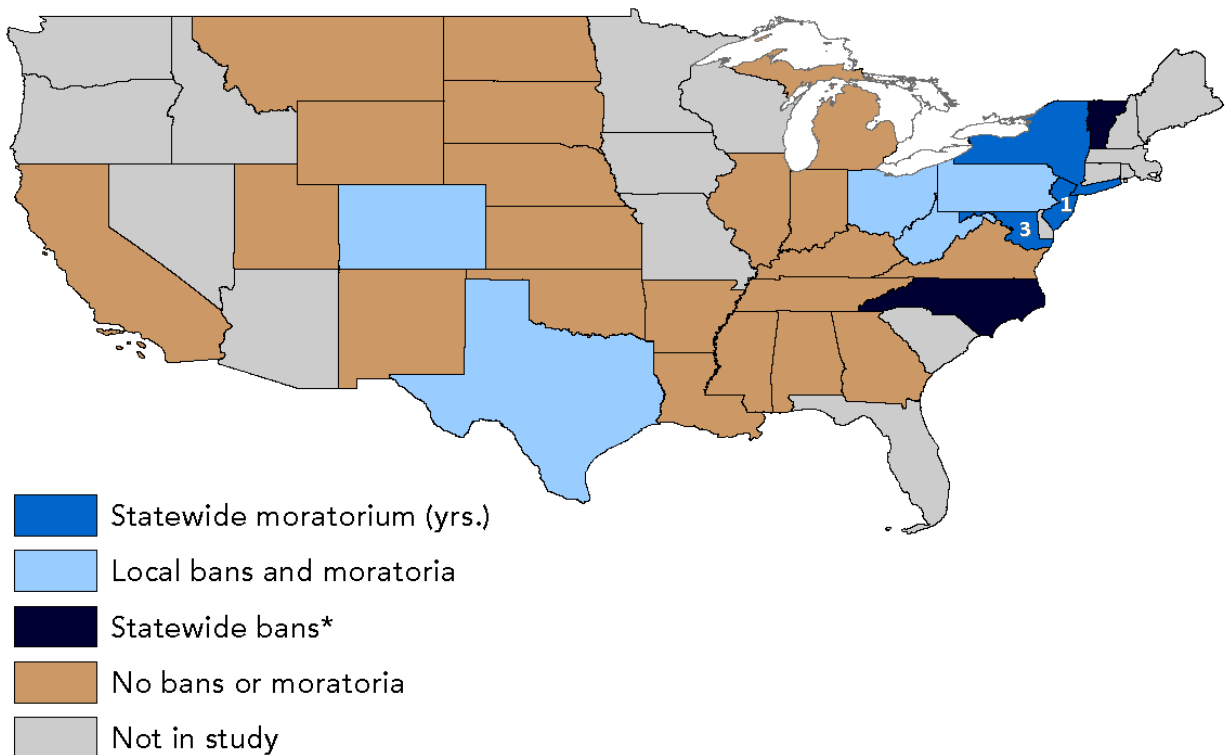 1
3
Statewide moratorium (yrs.)
Local bans and moratoria
Statewide bans*
No bans or moratoria
Not in study